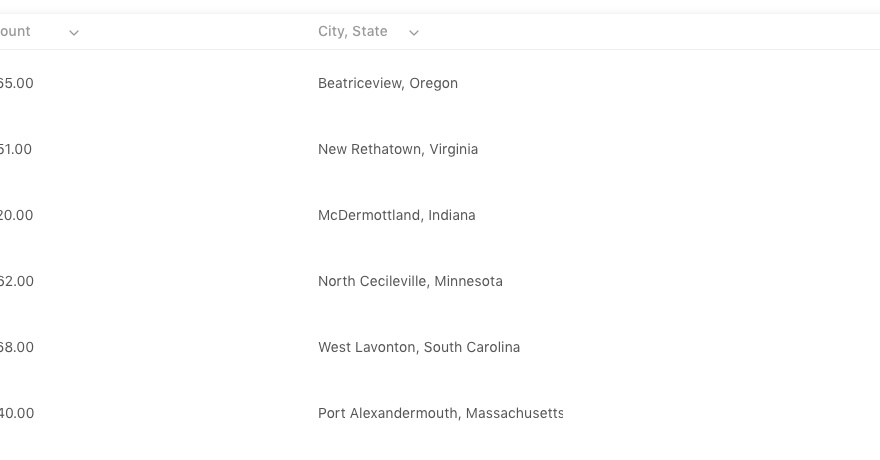 ount City, State
65.00 Beatriceview, Oregon
51.00 New Rethatown, Virginia
20.00 McDermottland, Indiana
62.00 North Cecileville, Minnesota
68.00 West Lavonton, South Carolina
40.00 Port Alexandermouth, Massachusetts